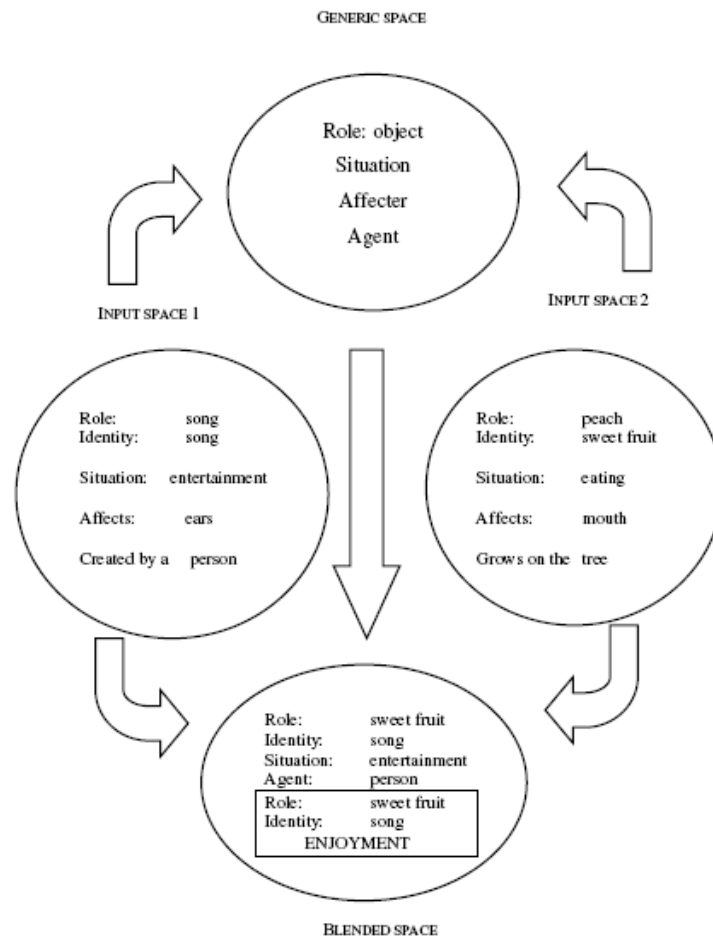 GENERIC SPACE
Role: object
Situation
Affecter
Agent
INPUT SPACE 1
INPUT SPACE 2
Role: song
Identity: song
Situation: entertainment
Affects: ears
Created by a person
Role: peach
Identity: sweet fruit
Situation: eating
Affects: mouth
Grows on the tree
Role: sweet fruit
Identity: song
Situation: entertainment
Agent: person
Role: sweet fruit
Identity: song
ENJOYMENT
BLENDED SPACE